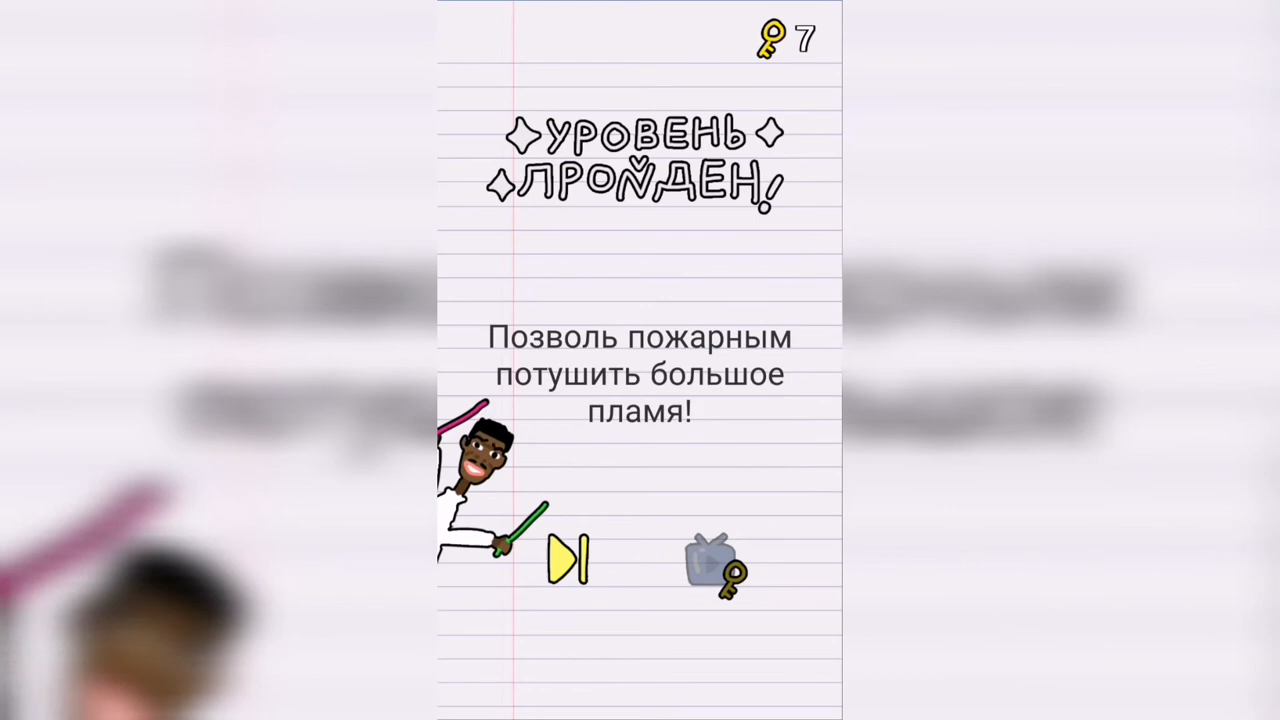 7
УРОВЕНЬ
ПРОЙДЕН!
Позволь пожарным
потушить большое
пламя!